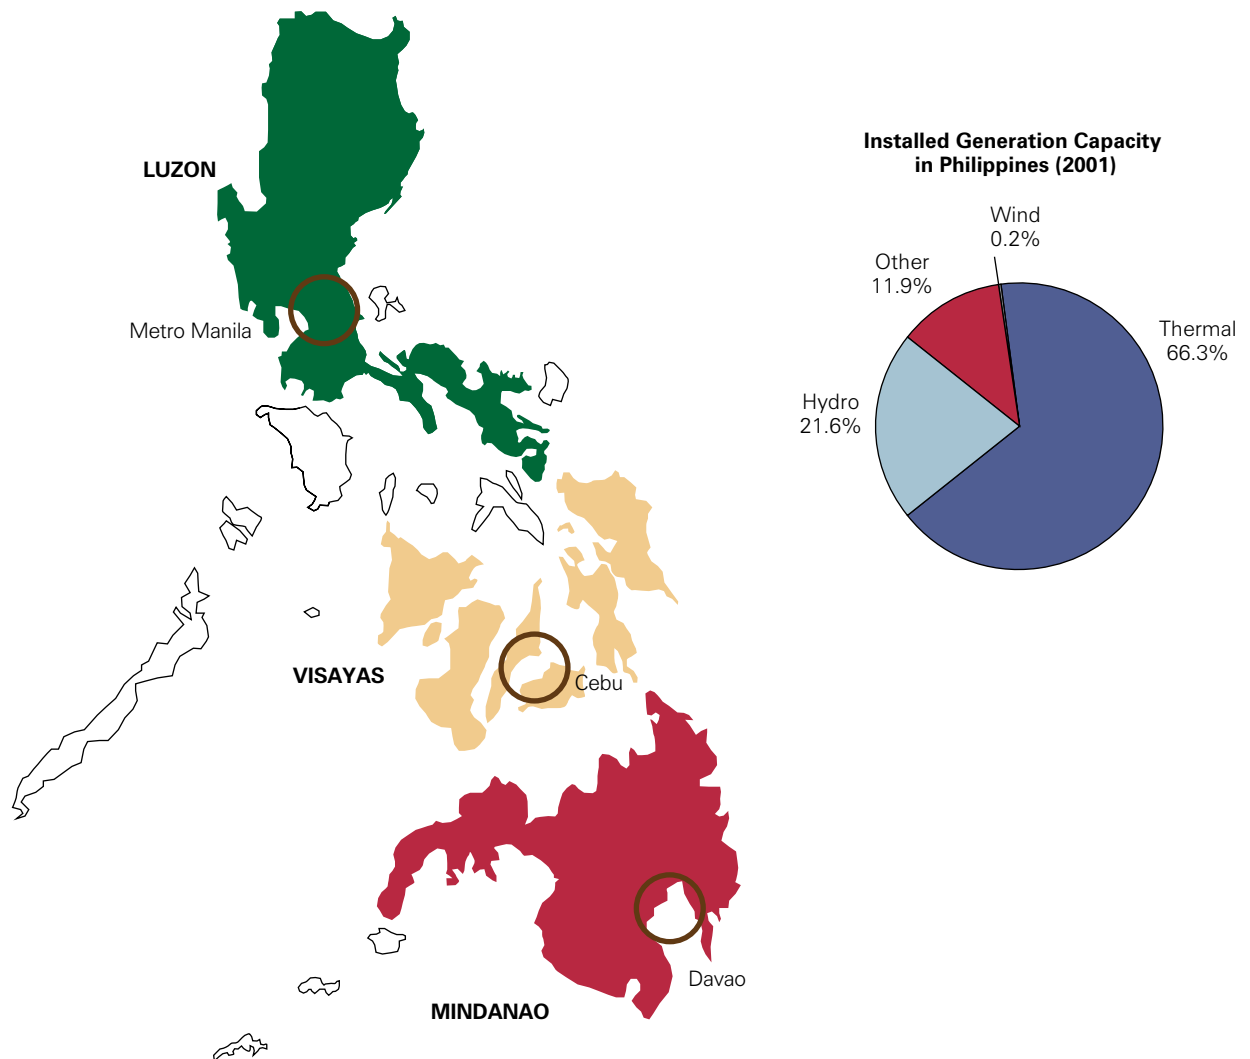 LUZON
Metro Manila
VISAYAS
Cebu
Davao
MINDANAO
Installed Generation Capacity
in Philippines (2001)
Wind
0.2%
Other
11.9%
Thermal
66.3%
Hydro
21.6%